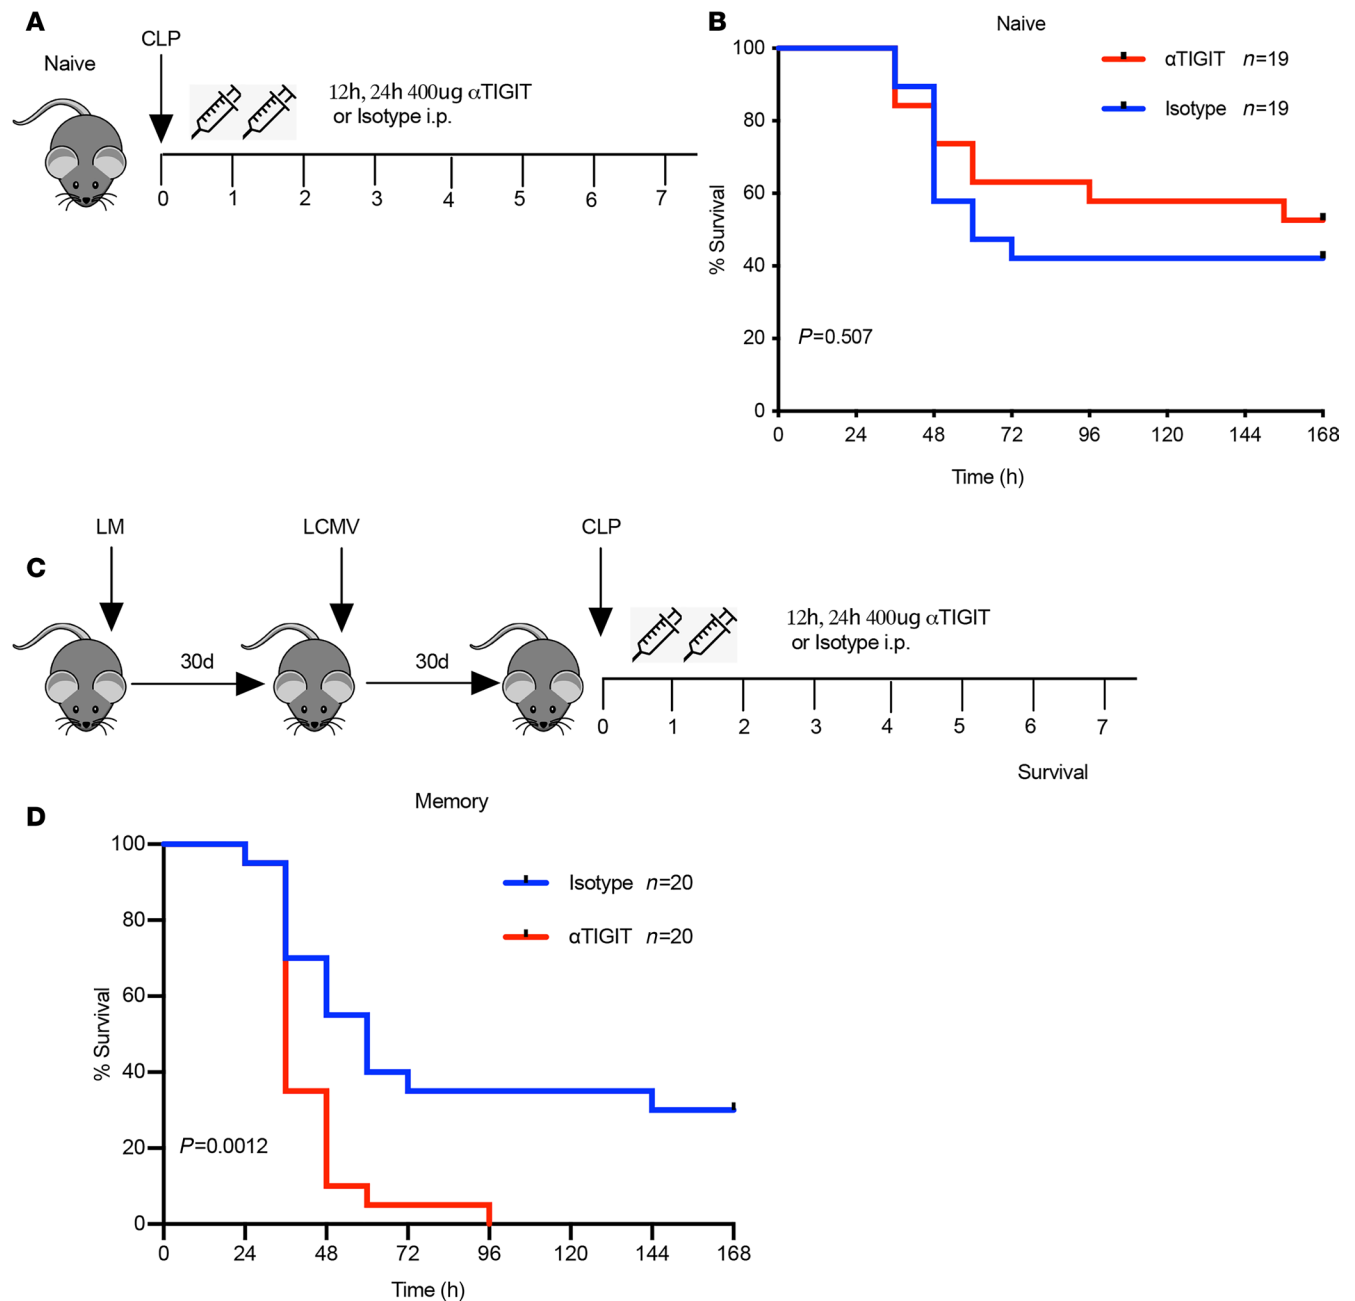 A
CLP
Naive
12h, 24h 400ug αTIGIT
or Isotype i.p.
0 1 2 3 4 5 6 7
B
Naive
αTIGIT n=19
Isotype n=19
100
80
60
40
20
0
% Survival
P=0.507
0 24 48 72 96 120 144 168
Time (h)
C
LM
LCMV
CLP
30d
30d
12h, 24h 400ug αTIGIT
or Isotype i.p.
0 1 2 3 4 5 6 7
Survival
D
Memory
Isotype n=20
αTIGIT n=20
100
80
60
40
20
0
% Survival
P=0.0012
0 24 48 72 96 120 144 168
Time (h)